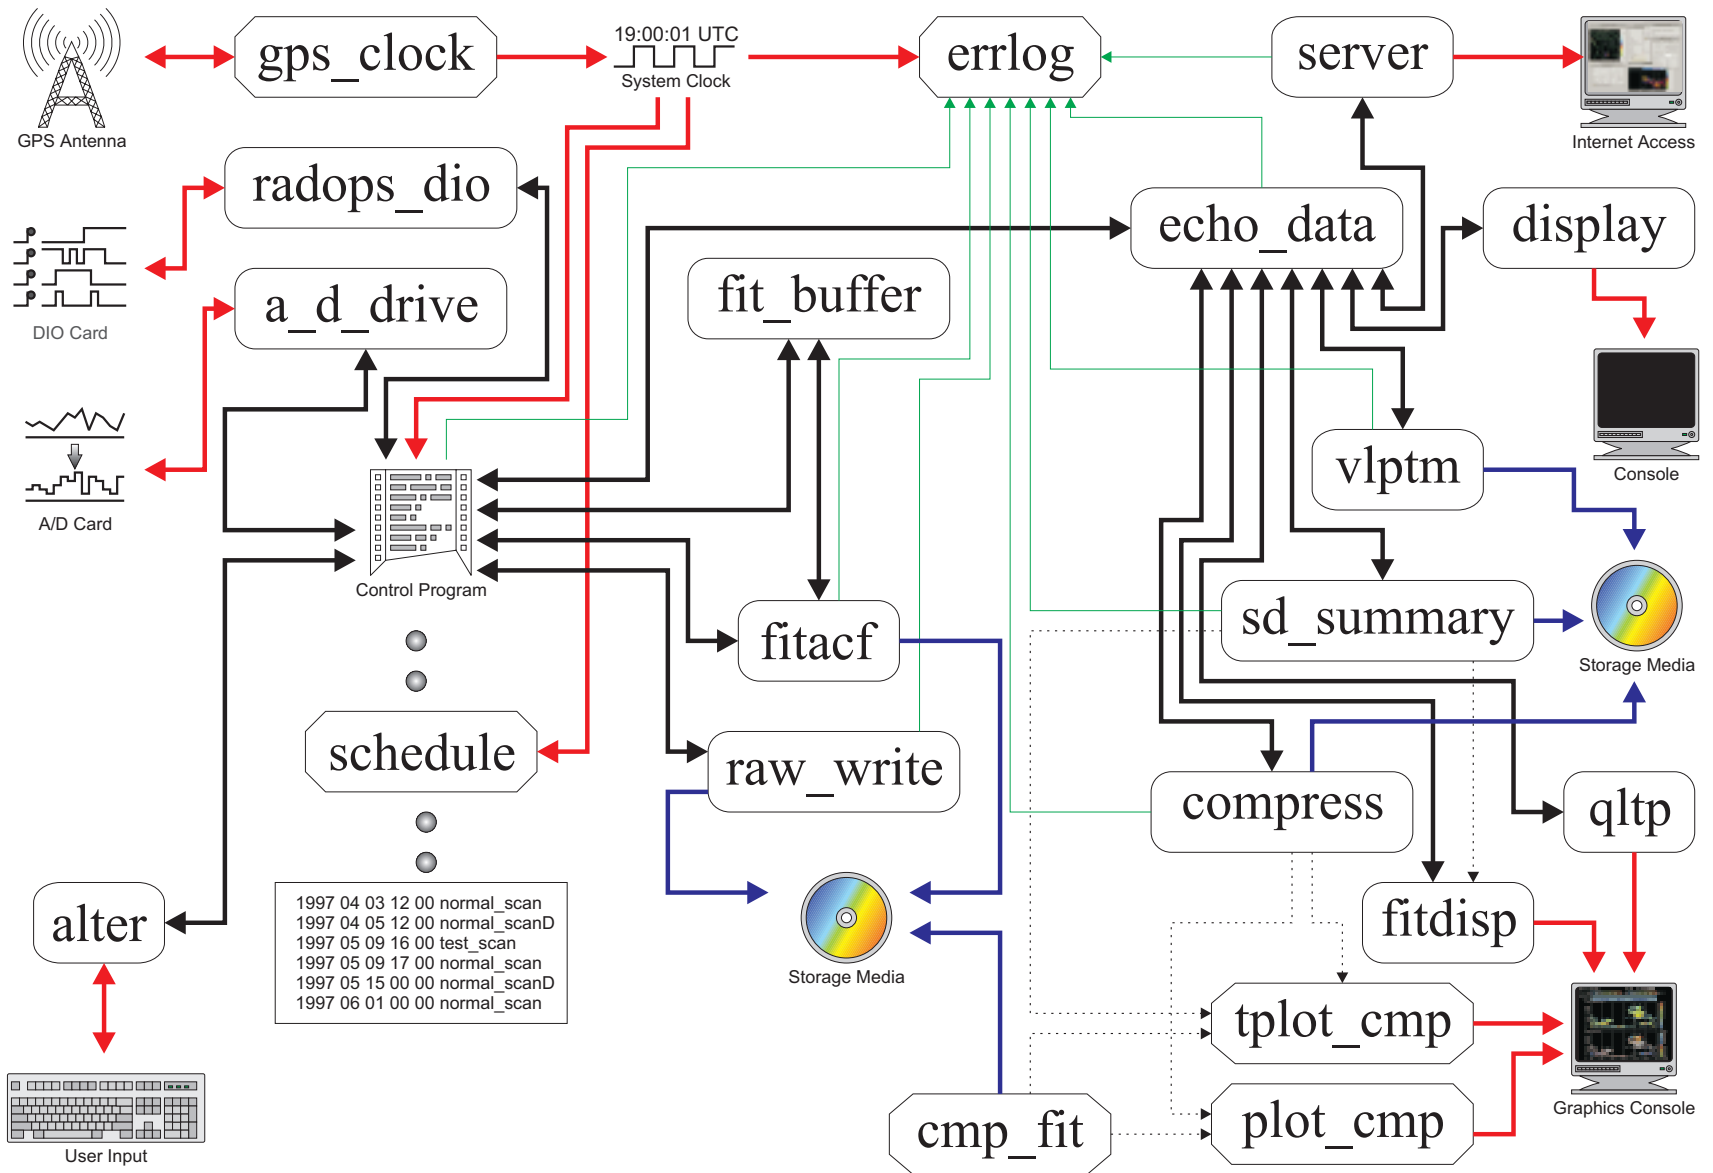 gps_clock
19:00:01 UTC
System Clock
errlog
server
GPS Antenna
Internet Access
radops_dio
echo_data
display
DIO Card
a_d_drive
fit_buffer
Console
vlptm
A/D Card
Control Program
sd_summary
fitacf
Storage Media
schedule
raw_write
compress
qltp
alter
1997 04 03 12 00 normal_scan
1997 04 05 12 00 normal_scanD
1997 05 09 16 00 test_scan
1997 05 09 17 00 normal_scan
1997 05 15 00 00 normal_scanD
1997 06 01 00 00 normal_scan
Storage Media
fitdisp
tplot_cmp
Graphics Console
plot_cmp
cmp_fit
User Input